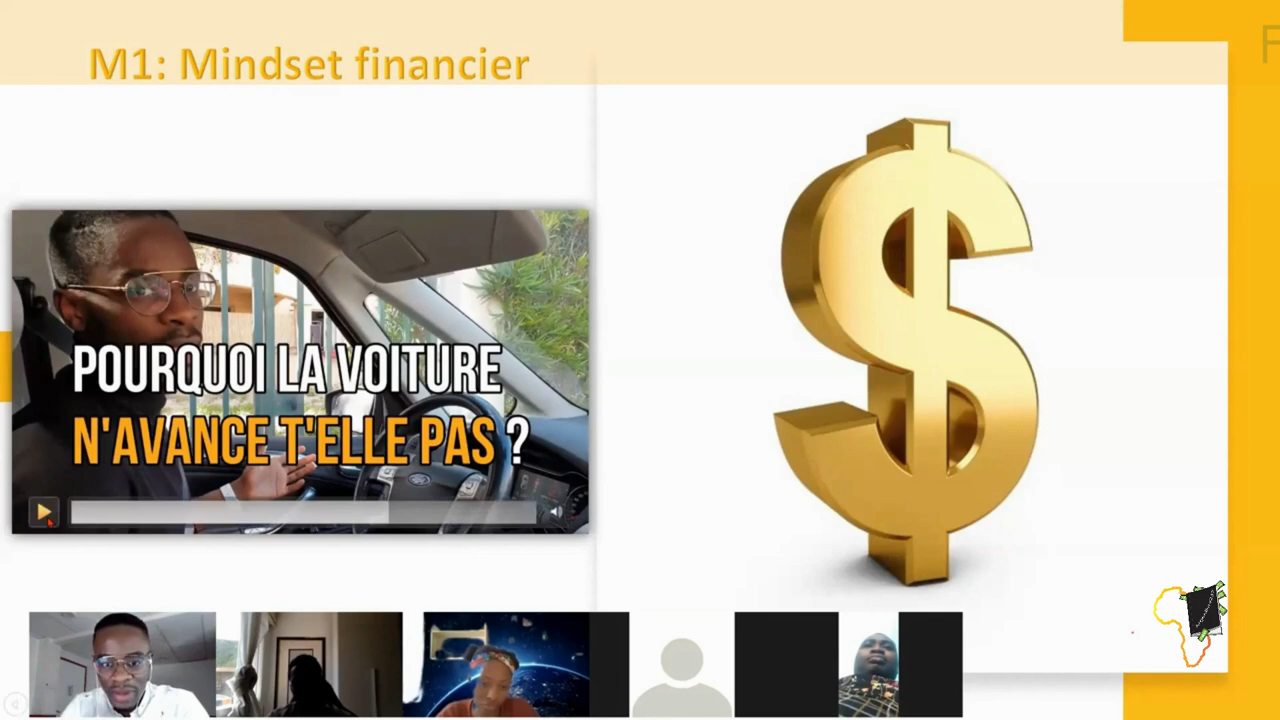 M1: Mindset financier
F
POURQUOI LA VOITURE
N'AVANCE T'ELLE PAS ?